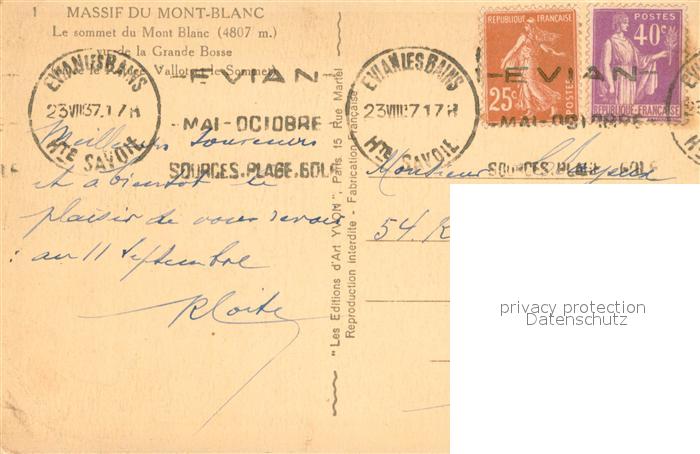 1 MASSIF DU MONT-BLANC
Le sommet du Mont Blanc (4807 m.)
vu de la Grande Bosse
Vallot le Sommet
EVIAN LES BAINS
23 VIII 37. 17 H
Hte SAVOIE
EVIAN
MAI-OCTOBRE
SOURCES.PLAGE.GOLF
EVIAN LES BAINS
23 VIII 37 17 H
Hte SAVOIE
EVIAN
MAI-OCTOBRE
SOURCES.PLAGE.GOLF
REPUBLIQUE FRANÇAISE
25c
POSTES
POSTES
40c
REPUBLIQUE-FRANÇAISE
Meilleurs souvenirs
et à bientôt le
plaisir de vous revoir
: au 11 Septembre
"Les Editions d'Art YVON". Paris. 15 Rue Martel
Reproduction interdite - Fabrication Française
Monsieur
54.
privacy protection
Datenschutz